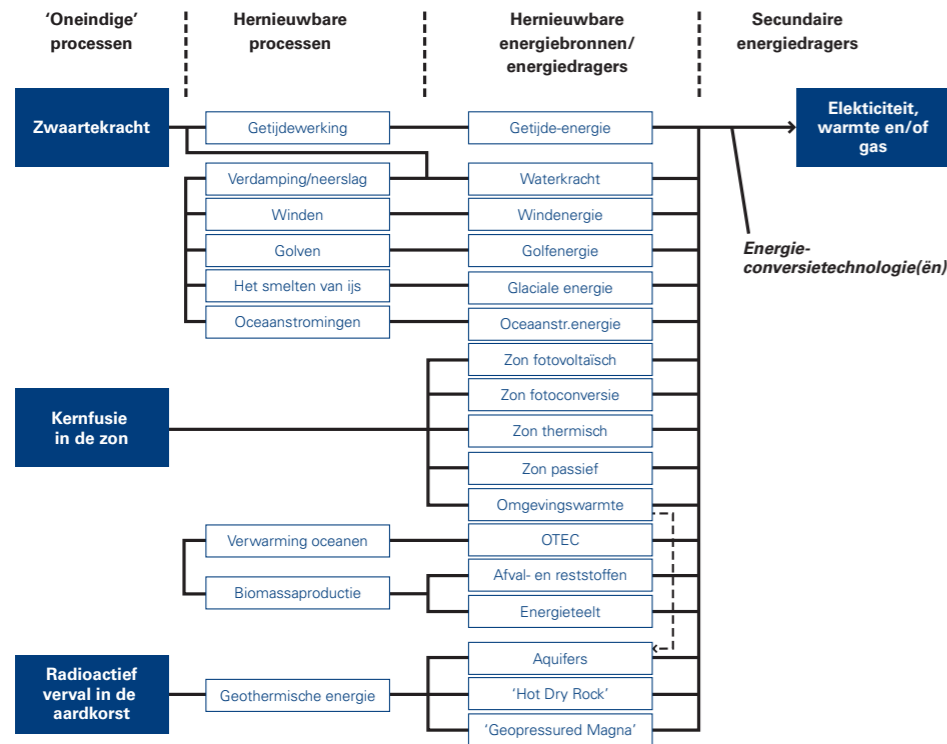 'Oneindige'
processen
Hernieuwbare
processen
Hernieuwbare
energiebronnen/
energiedragers
Secundaire
energiedragers
Zwaartekracht
Getijdewerking
Getijde-energie
Elekticiteit,
warmte en/of
gas
Verdamping/neerslag
Waterkracht
Winden
Windenergie
Energie-
conversietechnologie(ën)
Golven
Golfenergie
Het smelten van ijs
Glaciale energie
Oceaanstromingen
Oceaanstr.energie
Zon fotovoltaïsch
Zon fotoconversie
Kernfusie
in de zon
Zon thermisch
Zon passief
Omgevingswarmte
Verwarming oceanen
OTEC
Afval- en reststoffen
Biomassaproductie
Energieteelt
Aquifers
Radioactief
verval in de
aardkorst
Geothermische energie
'Hot Dry Rock'
'Geopressured Magna'